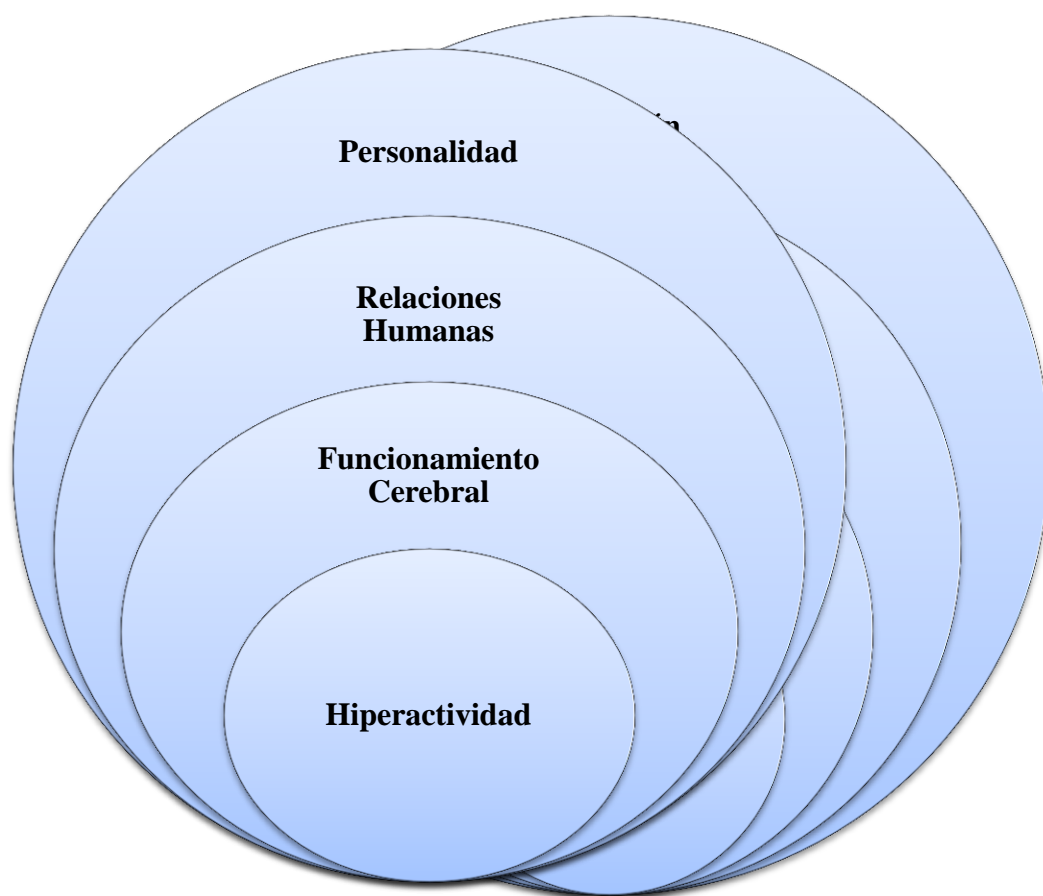 Personalidad
Relaciones
Humanas
Funcionamiento
Cerebral
Hiperactividad